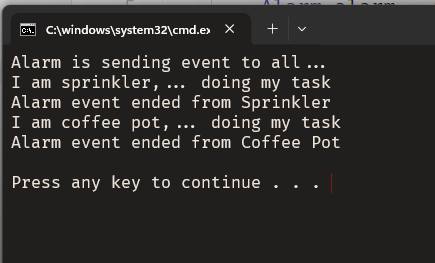 C:\windows\system32\cmd.ex
Alarm is sending event to all...
I am sprinkler,... doing my task
Alarm event ended from Sprinkler
I am coffee pot,... doing my task
Alarm event ended from Coffee Pot
Press any key to continue . . .